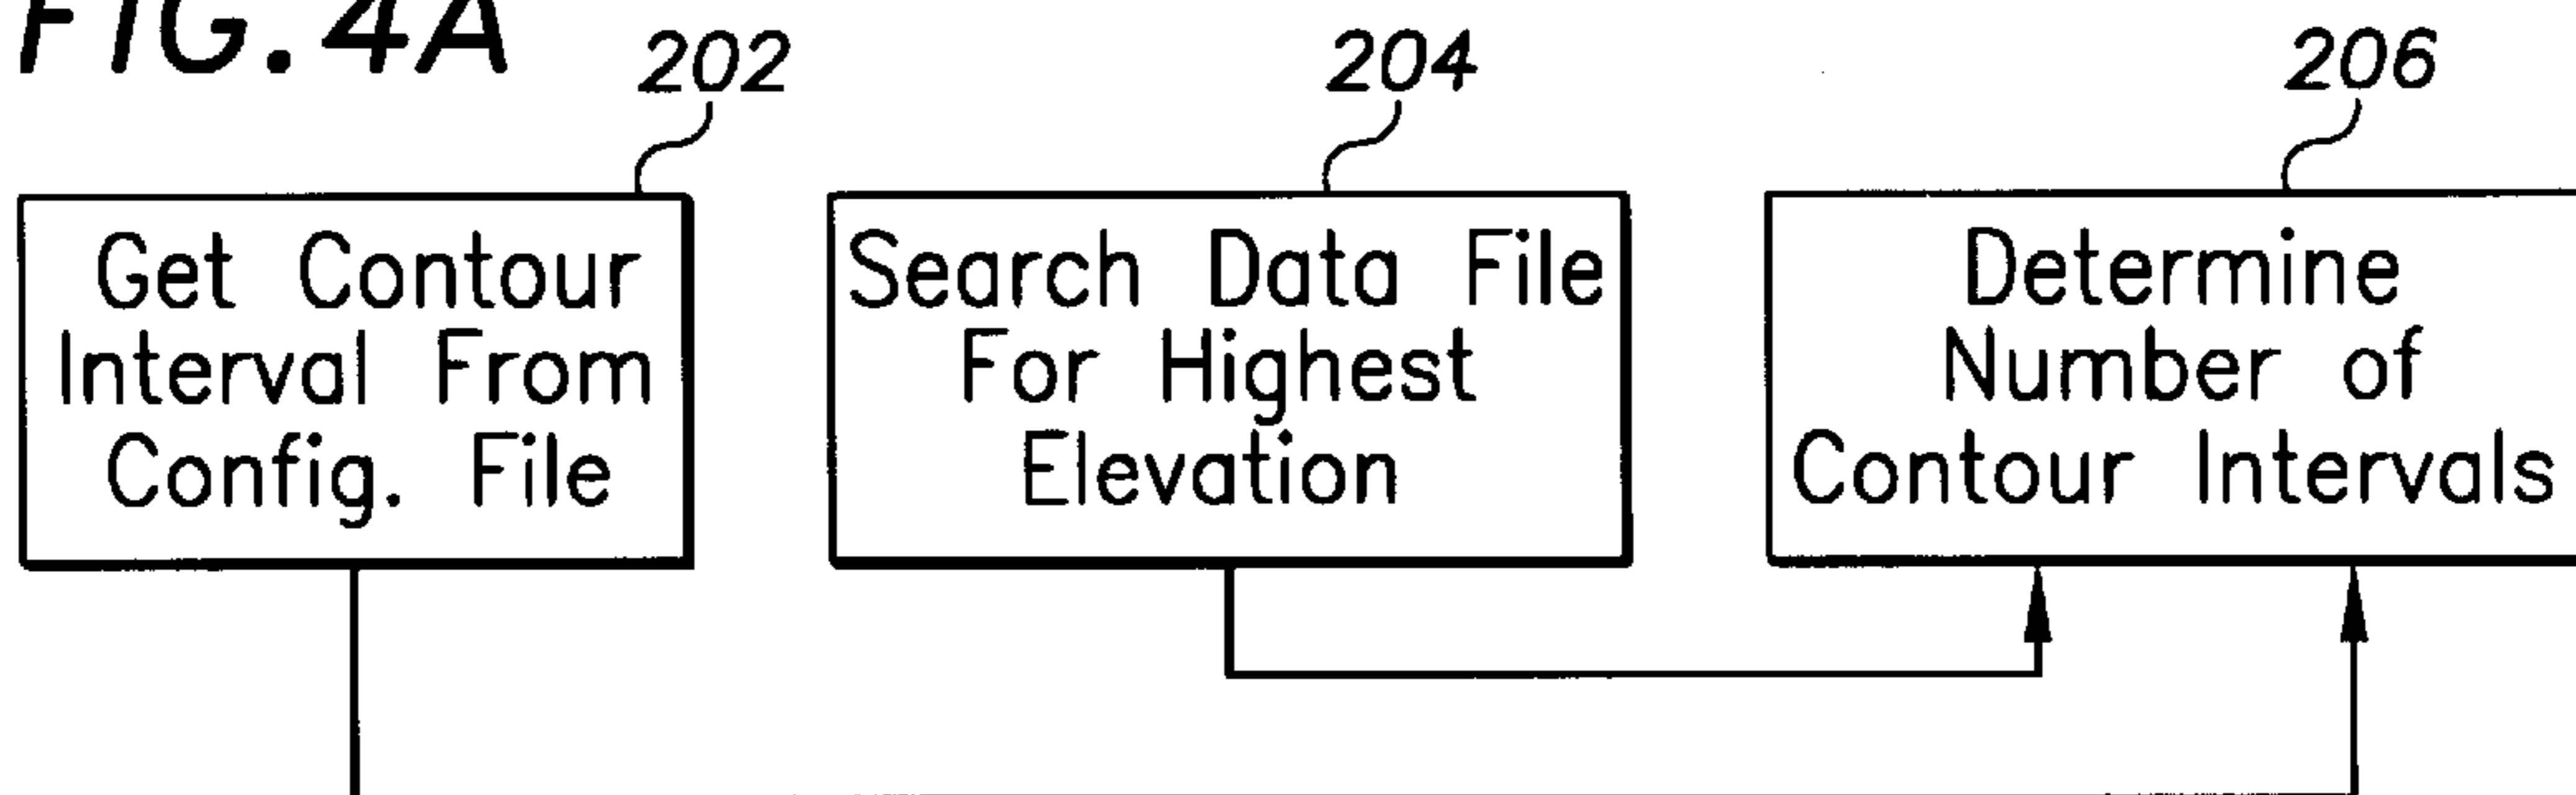 FIG. 4A
202
204
206
Get Contour
Interval From
Config. File
Search Data File
For Highest
Elevation
Determine
Number of
Contour Intervals